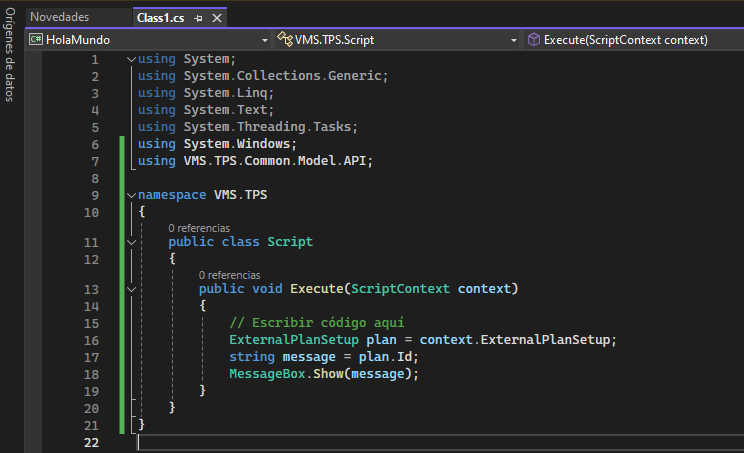 Orígenes de datos
Novedades
Class1.cs
C# HolaMundo
VMS.TPS.Script
Execute(ScriptContext context)
1 using System;
2 using System.Collections.Generic;
3 using System.Linq;
4 using System.Text;
5 using System.Threading.Tasks;
6 using System.Windows;
7 using VMS.TPS.Common.Model.API;
8
9 namespace VMS.TPS
10 {
0 referencias
11 public class Script
12 {
0 referencias
13 public void Execute(ScriptContext context)
14 {
15 // Escribir código aquí
16 ExternalPlanSetup plan = context.ExternalPlanSetup;
17 string message = plan.Id;
18 MessageBox.Show(message);
19 }
20 }
21 }
22